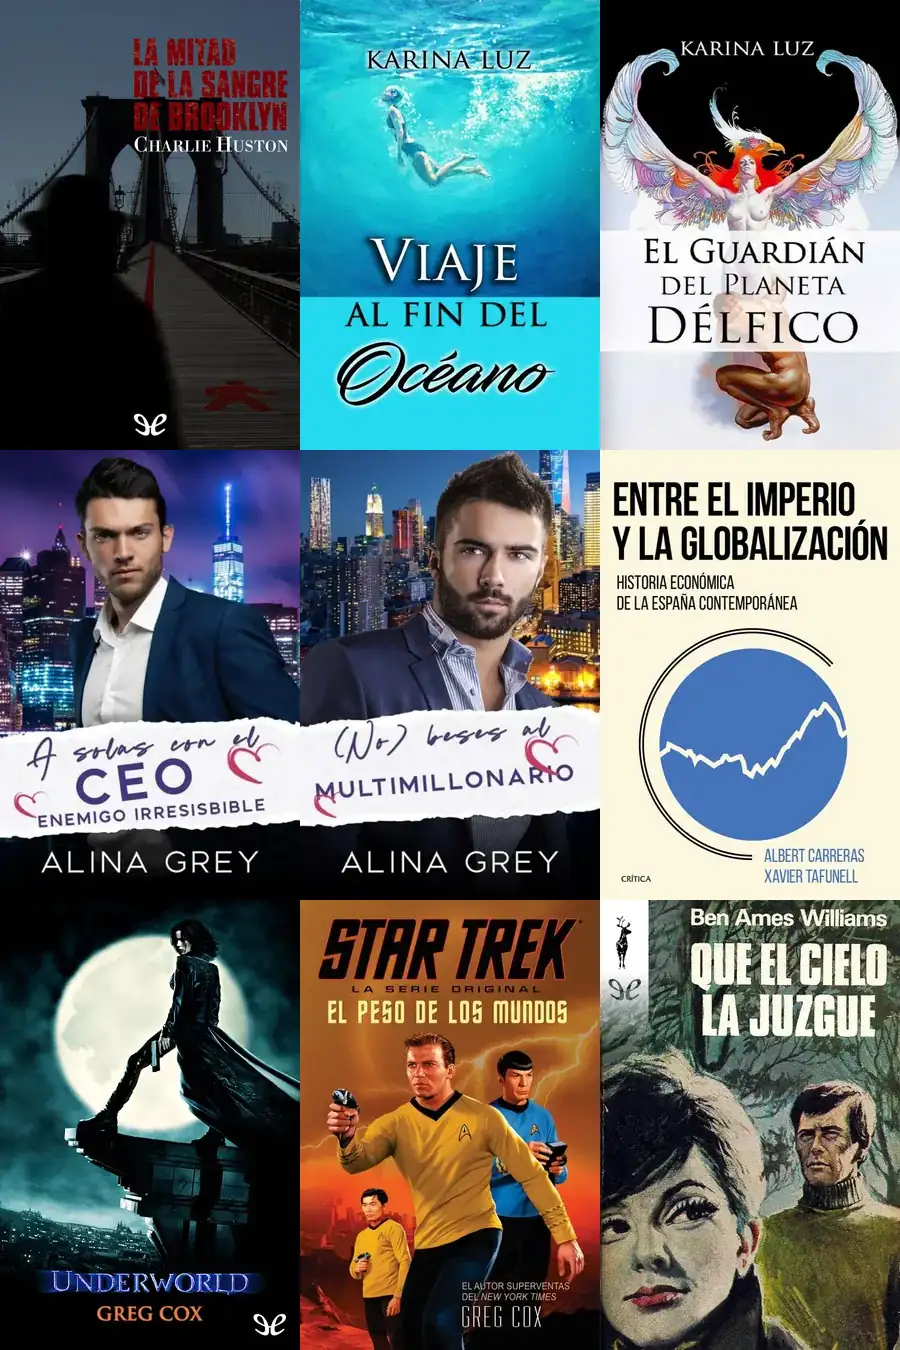 LA MITAD
DE LA SANGRE
DE BROOKLYN
CHARLIE HUSTON
KARINA LUZ
VIAJE
AL FIN DEL
Océano
KARINA LUZ
EL GUARDIÁN
DEL PLANETA
DÉLFICO
A solas con el
CEO
ENEMIGO IRRESISBIBLE
ALINA GREY
(No) beses al
MULTIMILLONARIO
ALINA GREY
ENTRE EL IMPERIO
Y LA GLOBALIZACIÓN
HISTORIA ECONÓMICA
DE LA ESPAÑA CONTEMPORÁNEA
ALBERT CARRERAS
XAVIER TAFUNELL
CRÍTICA
UNDERWORLD
GREG COX
STAR TREK
LA SERIE ORIGINAL
EL PESO DE LOS MUNDOS
EL AUTOR SUPERVENTAS
DEL NEW YORK TIMES
GREG COX
Ben Ames Williams
QUE EL CIELO
LA JUZGUE